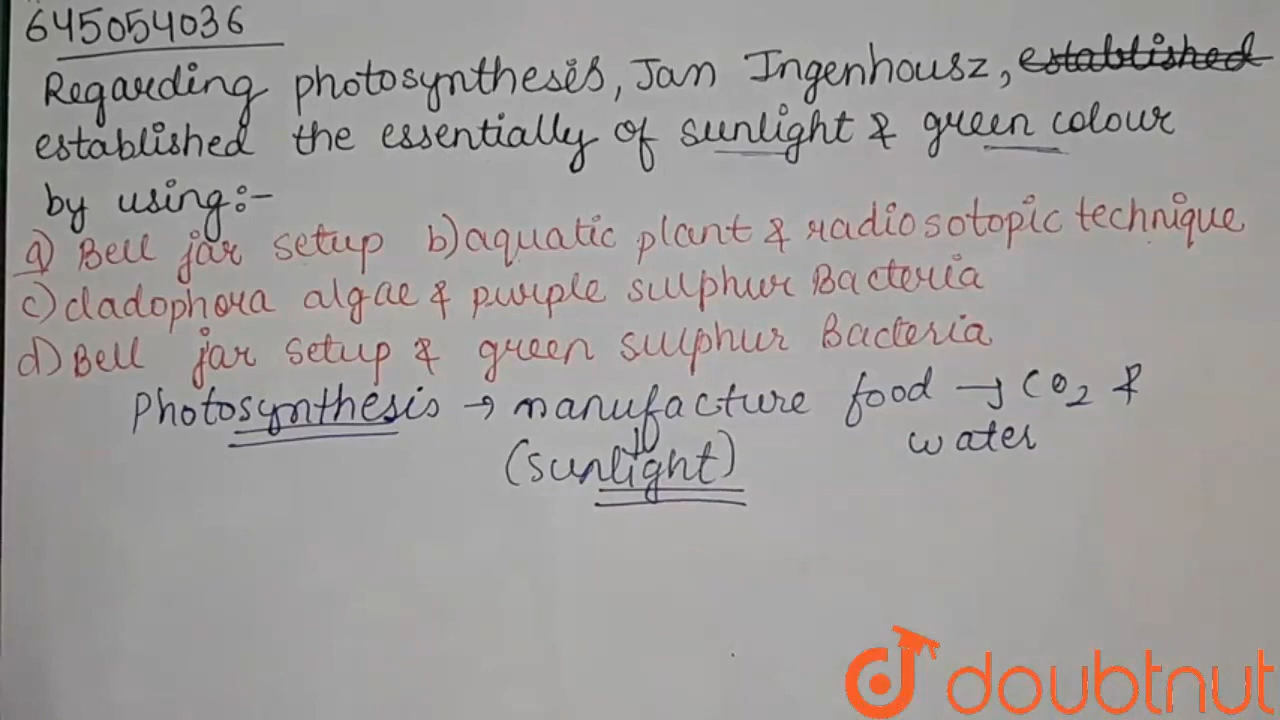 645054036
Regarding photosynthesis, Jan Ingenhousz, established
established the essentially of sunlight & green colour
by using:-
a) Bell jar setup b) aquatic plant & radiosotopic technique
c) cladophora algae & purple sulphur Bacteria
d) Bell jar setup & green sulphur Bacteria
Photosynthesis → manufacture food → CO2 &
water
(sunlight)
doubtnut